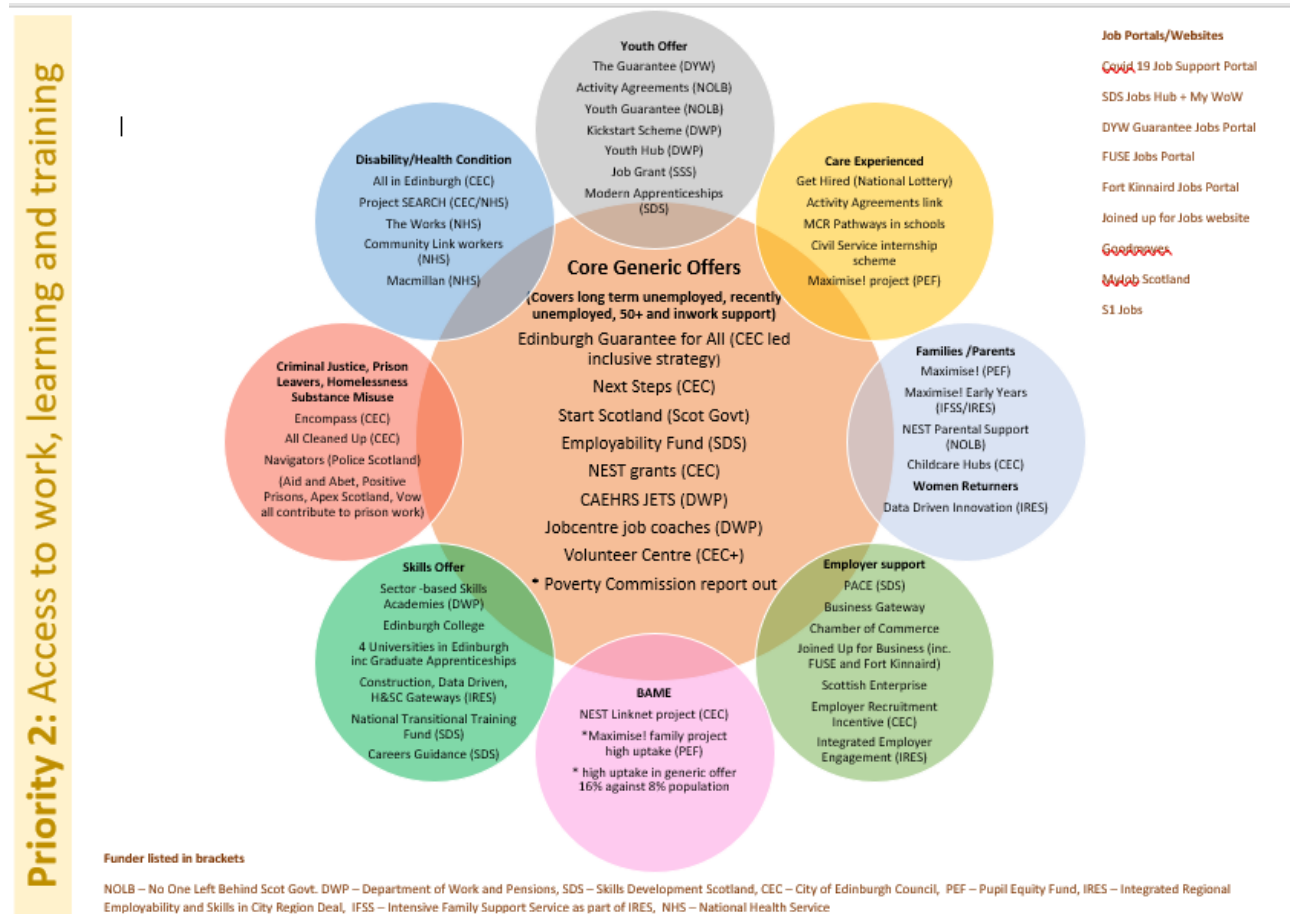 Priority 2: Access to work, learning and training
Youth Offer
The Guarantee (DYW)
Activity Agreements (NOLB)
Youth Guarantee (NOLB)
Kickstart Scheme (DWP)
Youth Hub (DWP)
Job Grant (SSS)
Modern Apprenticeships
(SDS)
Disability/Health Condition
All in Edinburgh (CEC)
Project SEARCH (CEC/NHS)
The Works (NHS)
Community Link workers
(NHS)
Macmillan (NHS)
Care Experienced
Get Hired (National Lottery)
Activity Agreements link
MCR Pathways in schools
Civil Service internship
scheme
Maximise! project (PEF)
Core Generic Offers
(Covers long term unemployed, recently
unemployed, 50+ and inwork support)
Edinburgh Guarantee for All (CEC led
inclusive strategy)
Next Steps (CEC)
Start Scotland (Scot Govt)
Employability Fund (SDS)
NEST grants (CEC)
CAEHRS JETS (DWP)
Jobcentre job coaches (DWP)
Volunteer Centre (CEC+)
* Poverty Commission report out
Criminal Justice, Prison
Leavers, Homelessness
Substance Misuse
Encompass (CEC)
All Cleaned Up (CEC)
Navigators (Police Scotland)
(Aid and Abet, Positive
Prisons, Apex Scotland, Vow
all contribute to prison work)
Families /Parents
Maximise! (PEF)
Maximise! Early Years
(IFSS/IRES)
NEST Parental Support
(NOLB)
Childcare Hubs (CEC)
Women Returners
Data Driven Innovation (IRES)
Skills Offer
Sector -based Skills
Academies (DWP)
Edinburgh College
4 Universities in Edinburgh
inc Graduate Apprenticeships
Construction, Data Driven,
H&SC Gateways (IRES)
National Transitional Training
Fund (SDS)
Careers Guidance (SDS)
BAME
NEST Linknet project (CEC)
*Maximise! family project
high uptake (PEF)
* high uptake in generic offer
16% against 8% population
Employer support
PACE (SDS)
Business Gateway
Chamber of Commerce
Joined Up for Business (inc.
FUSE and Fort Kinnaird)
Scottish Enterprise
Employer Recruitment
Incentive (CEC)
Integrated Employer
Engagement (IRES)
Job Portals/Websites
Covid 19 Job Support Portal
SDS Jobs Hub + My WoW
DYW Guarantee Jobs Portal
FUSE Jobs Portal
Fort Kinnaird Jobs Portal
Joined up for Jobs website
Goodmoves
MyJob Scotland
S1 Jobs
Funder listed in brackets
NOLB – No One Left Behind Scot Govt. DWP – Department of Work and Pensions, SDS – Skills Development Scotland, CEC – City of Edinburgh Council, PEF – Pupil Equity Fund, IRES – Integrated Regional
Employability and Skills in City Region Deal, IFSS – Intensive Family Support Service as part of IRES, NHS – National Health Service